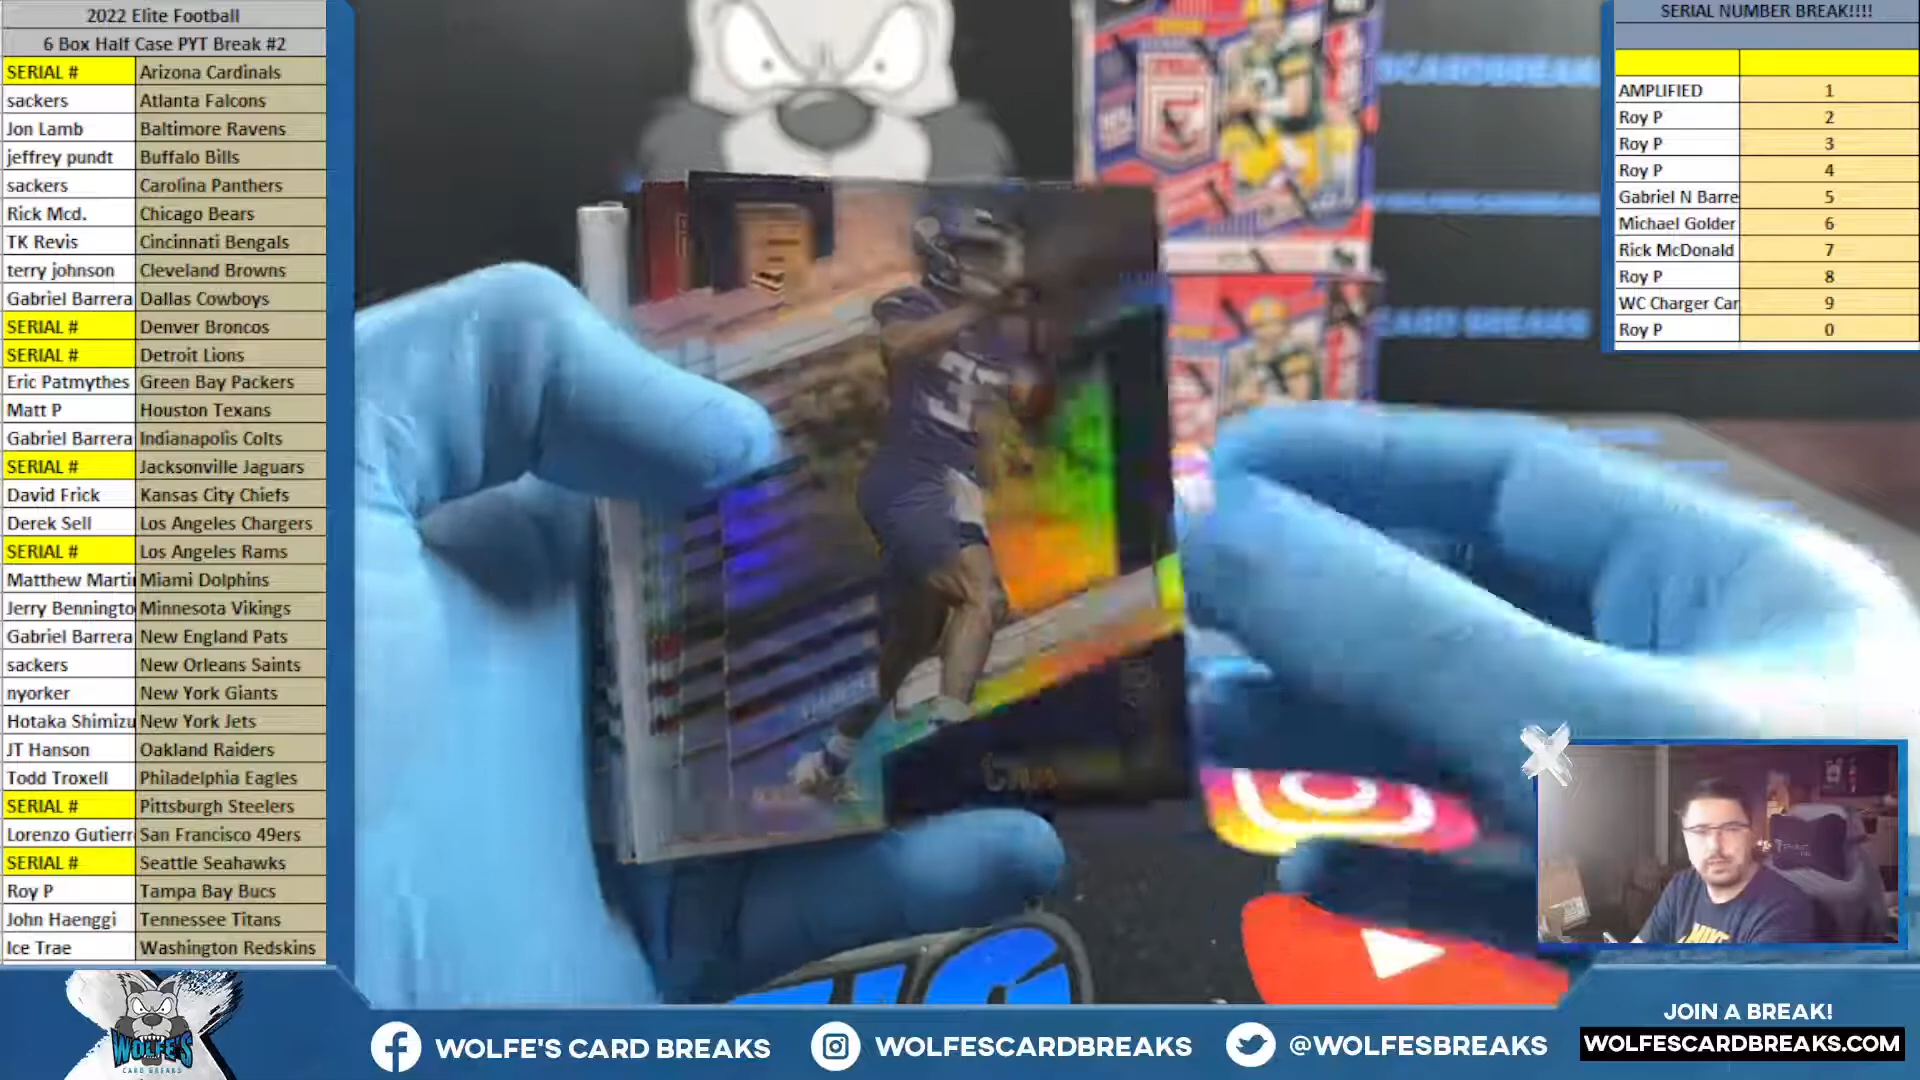 2022 Elite Football
6 Box Half Case PYT Break #2
SERIAL # Arizona Cardinals
sackers Atlanta Falcons
Jon Lamb Baltimore Ravens
jeffrey pundt Buffalo Bills
sackers Carolina Panthers
Rick Mcd. Chicago Bears
TK Revis Cincinnati Bengals
terry johnson Cleveland Browns
Gabriel Barrera Dallas Cowboys
SERIAL # Denver Broncos
SERIAL # Detroit Lions
Eric Patmythes Green Bay Packers
Matt P Houston Texans
Gabriel Barrera Indianapolis Colts
SERIAL # Jacksonville Jaguars
David Frick Kansas City Chiefs
Derek Sell Los Angeles Chargers
SERIAL # Los Angeles Rams
Matthew Marti Miami Dolphins
Jerry Benningto Minnesota Vikings
Gabriel Barrera New England Pats
sackers New Orleans Saints
nyorker New York Giants
Hotaka Shimizu New York Jets
JT Hanson Oakland Raiders
Todd Troxell Philadelphia Eagles
SERIAL # Pittsburgh Steelers
Lorenzo Gutierr San Francisco 49ers
SERIAL # Seattle Seahawks
Roy P Tampa Bay Bucs
John Haenggi Tennessee Titans
Ice Trae Washington Redskins
SERIAL NUMBER BREAK!!!!
AMPLIFIED 1
Roy P 2
Roy P 3
Roy P 4
Gabriel N Barre 5
Michael Golder 6
Rick McDonald 7
Roy P 8
WC Charger Car 9
Roy P 0
CARD BREAKS
31
WOLFE'S
CARD BREAKS
WOLFE'S CARD BREAKS
WOLFESCARDBREAKS
@WOLFESBREAKS
JOIN A BREAK!
WOLFESCARDBREAKS.COM